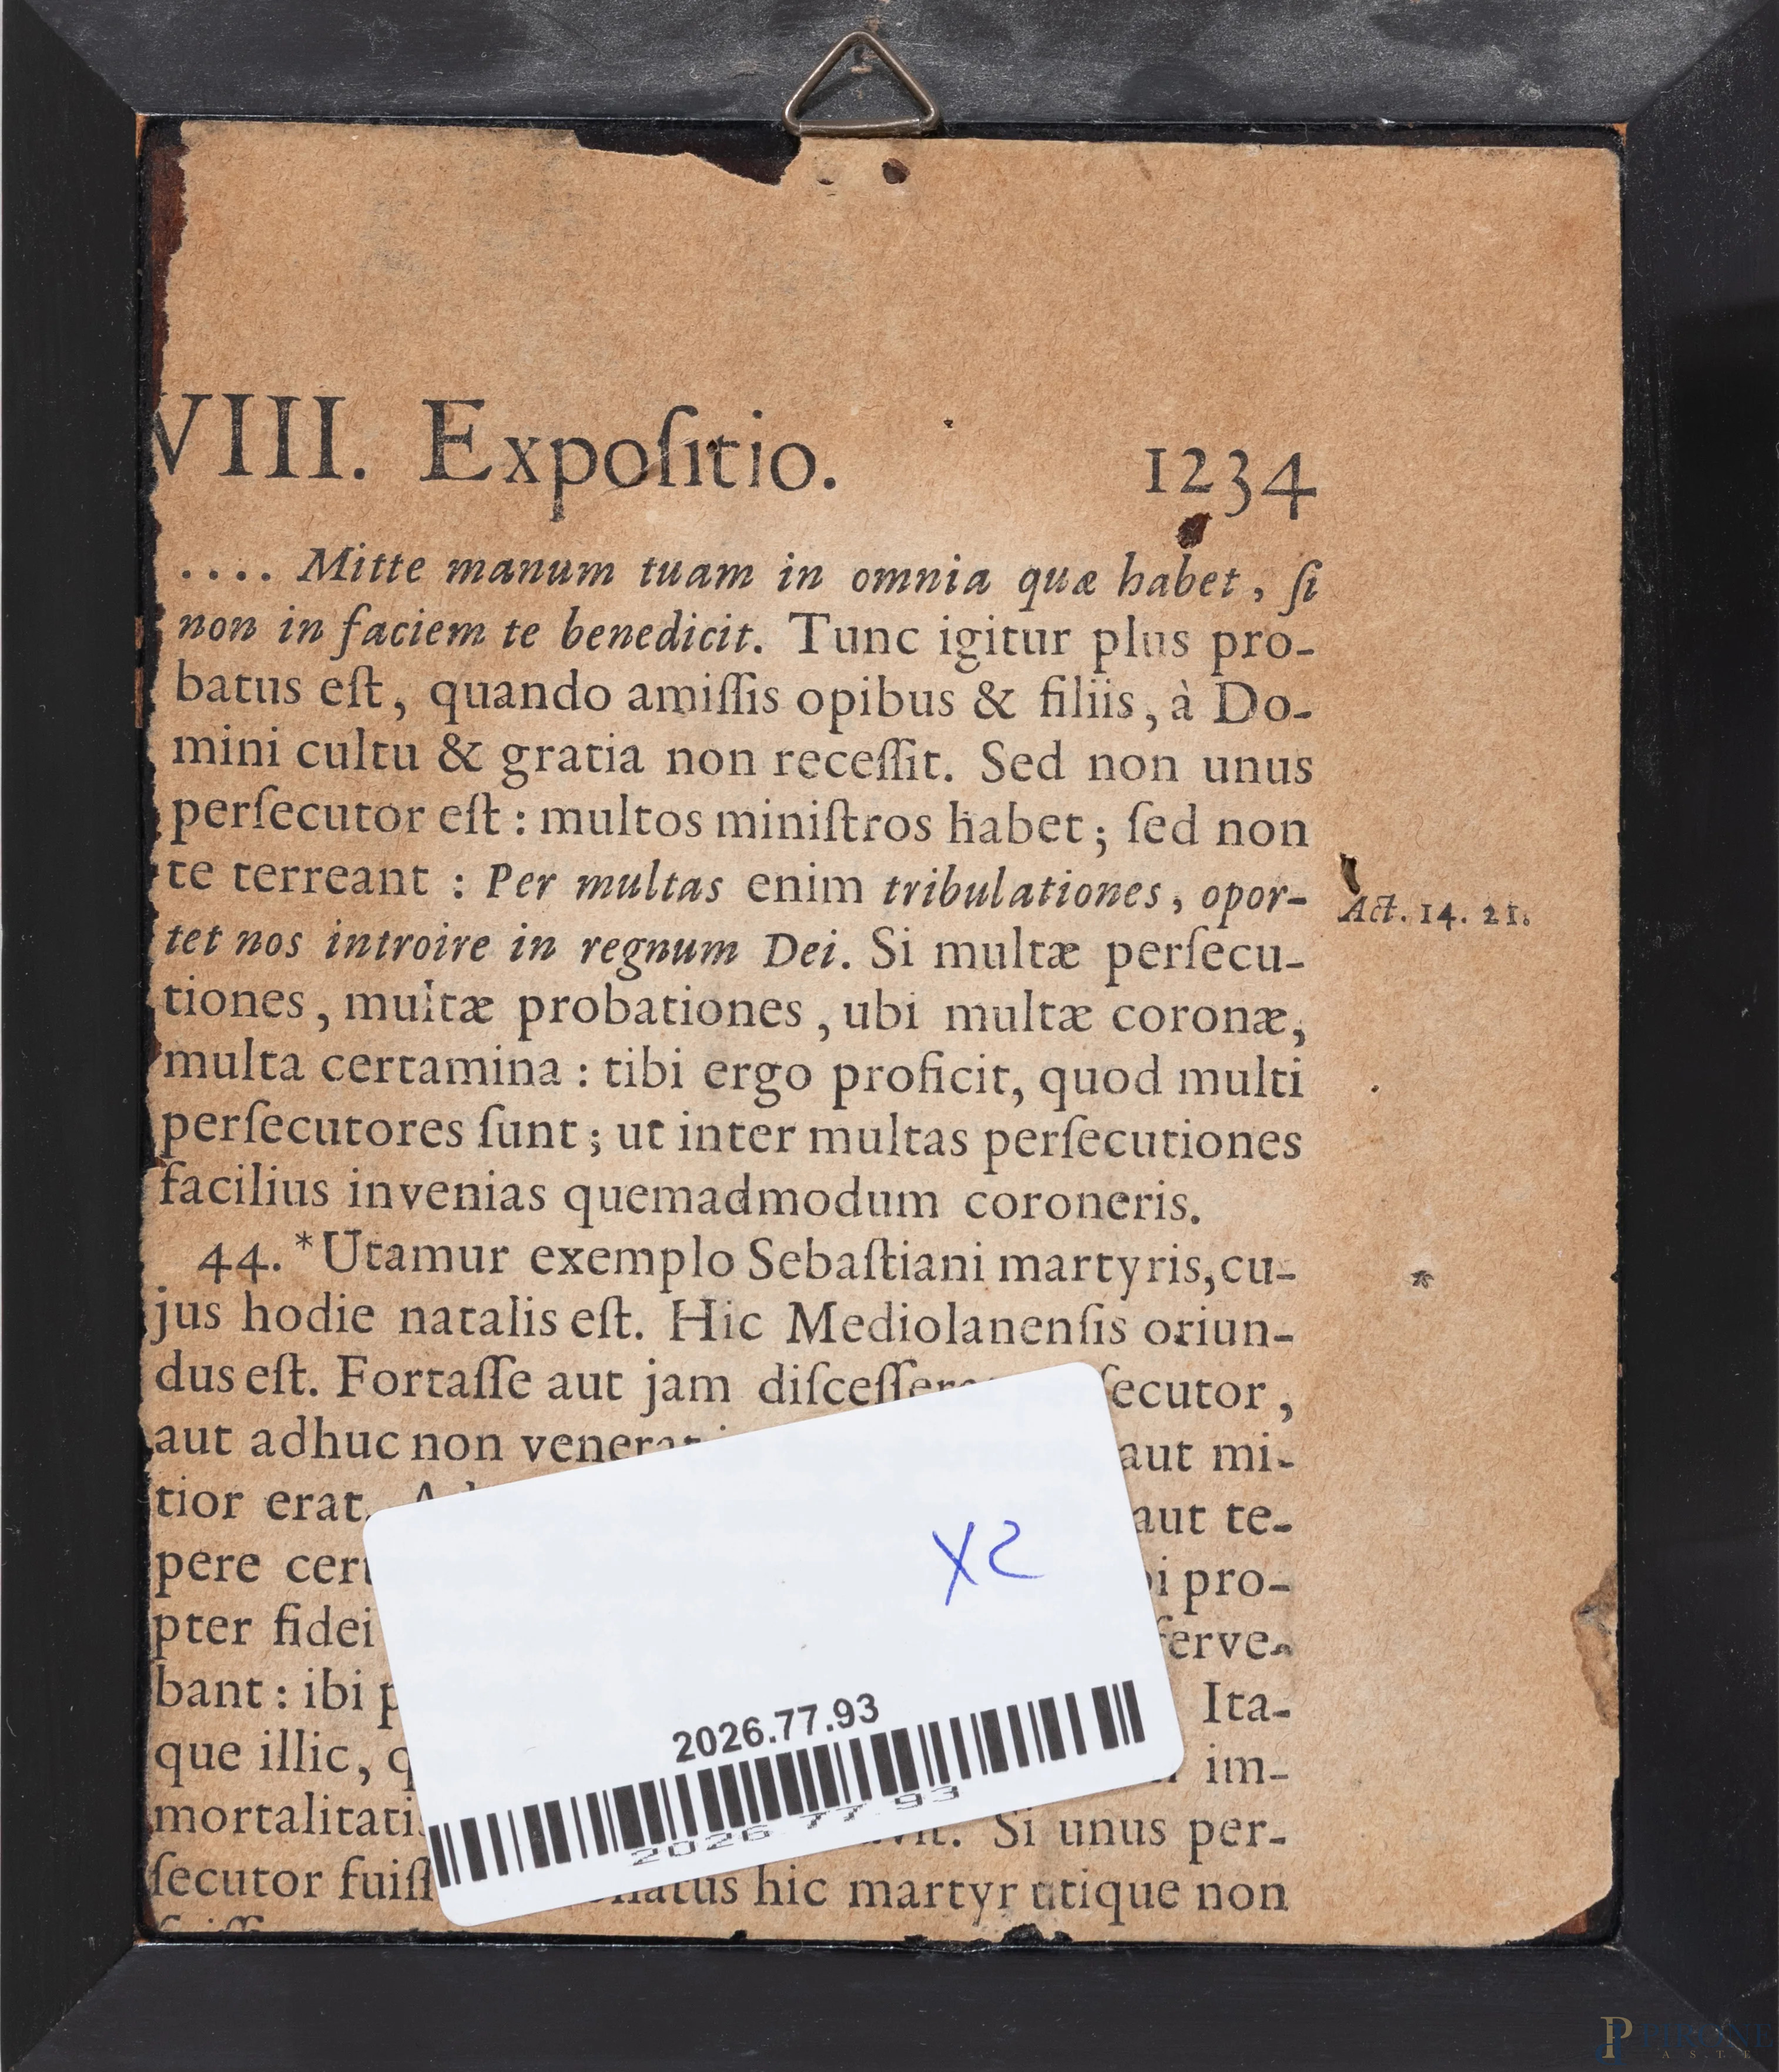 VIII. Expoſitio. 1234
.... Mitte manum tuam in omnia quæ habet, ſi
non in faciem te benedicit. Tunc igitur plus pro-
batus eſt, quando amiſſis opibus & filiis, à Do-
mini cultu & gratia non receſſit. Sed non unus
perſecutor eſt : multos miniſtros habet ; ſed non
te terreant : Per multas enim tribulationes, opor-
Act. 14. 21.
tet nos introire in regnum Dei. Si multæ perſecu-
tiones, multæ probationes, ubi multæ coronæ,
multa certamina : tibi ergo proficit, quod multi
perſecutores ſunt ; ut inter multas perſecutiones
facilius invenias quemadmodum coroneris.
44. *Utamur exemplo Sebaſtiani martyris, cu-
jus hodie natalis eſt. Hic Mediolanenſis oriun-
dus eſt. Fortaſſe aut jam ſecutor,
aut adhuc non aut mi-
tior erat. aut te-
pere pro-
pter fidei ferve-
bant : ibi Ita-
que illic, im-
mortalitati Si unus per-
ſecutor hic martyr utique non
X2
2026.77.93
2026 77 93
PIRONE
ASTE